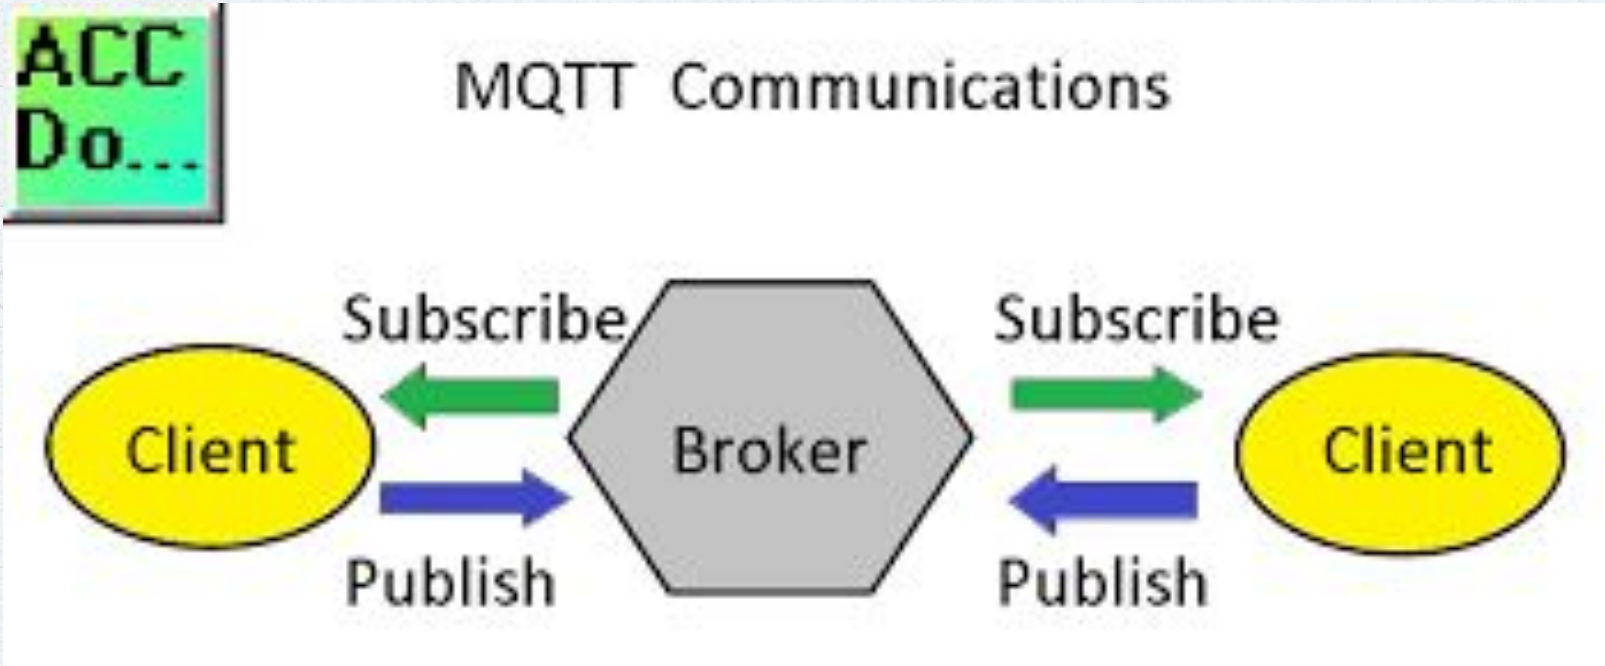 ACC
Do...
MQTT Communications
Subscribe
Subscribe
Client
Broker
Client
Publish
Publish